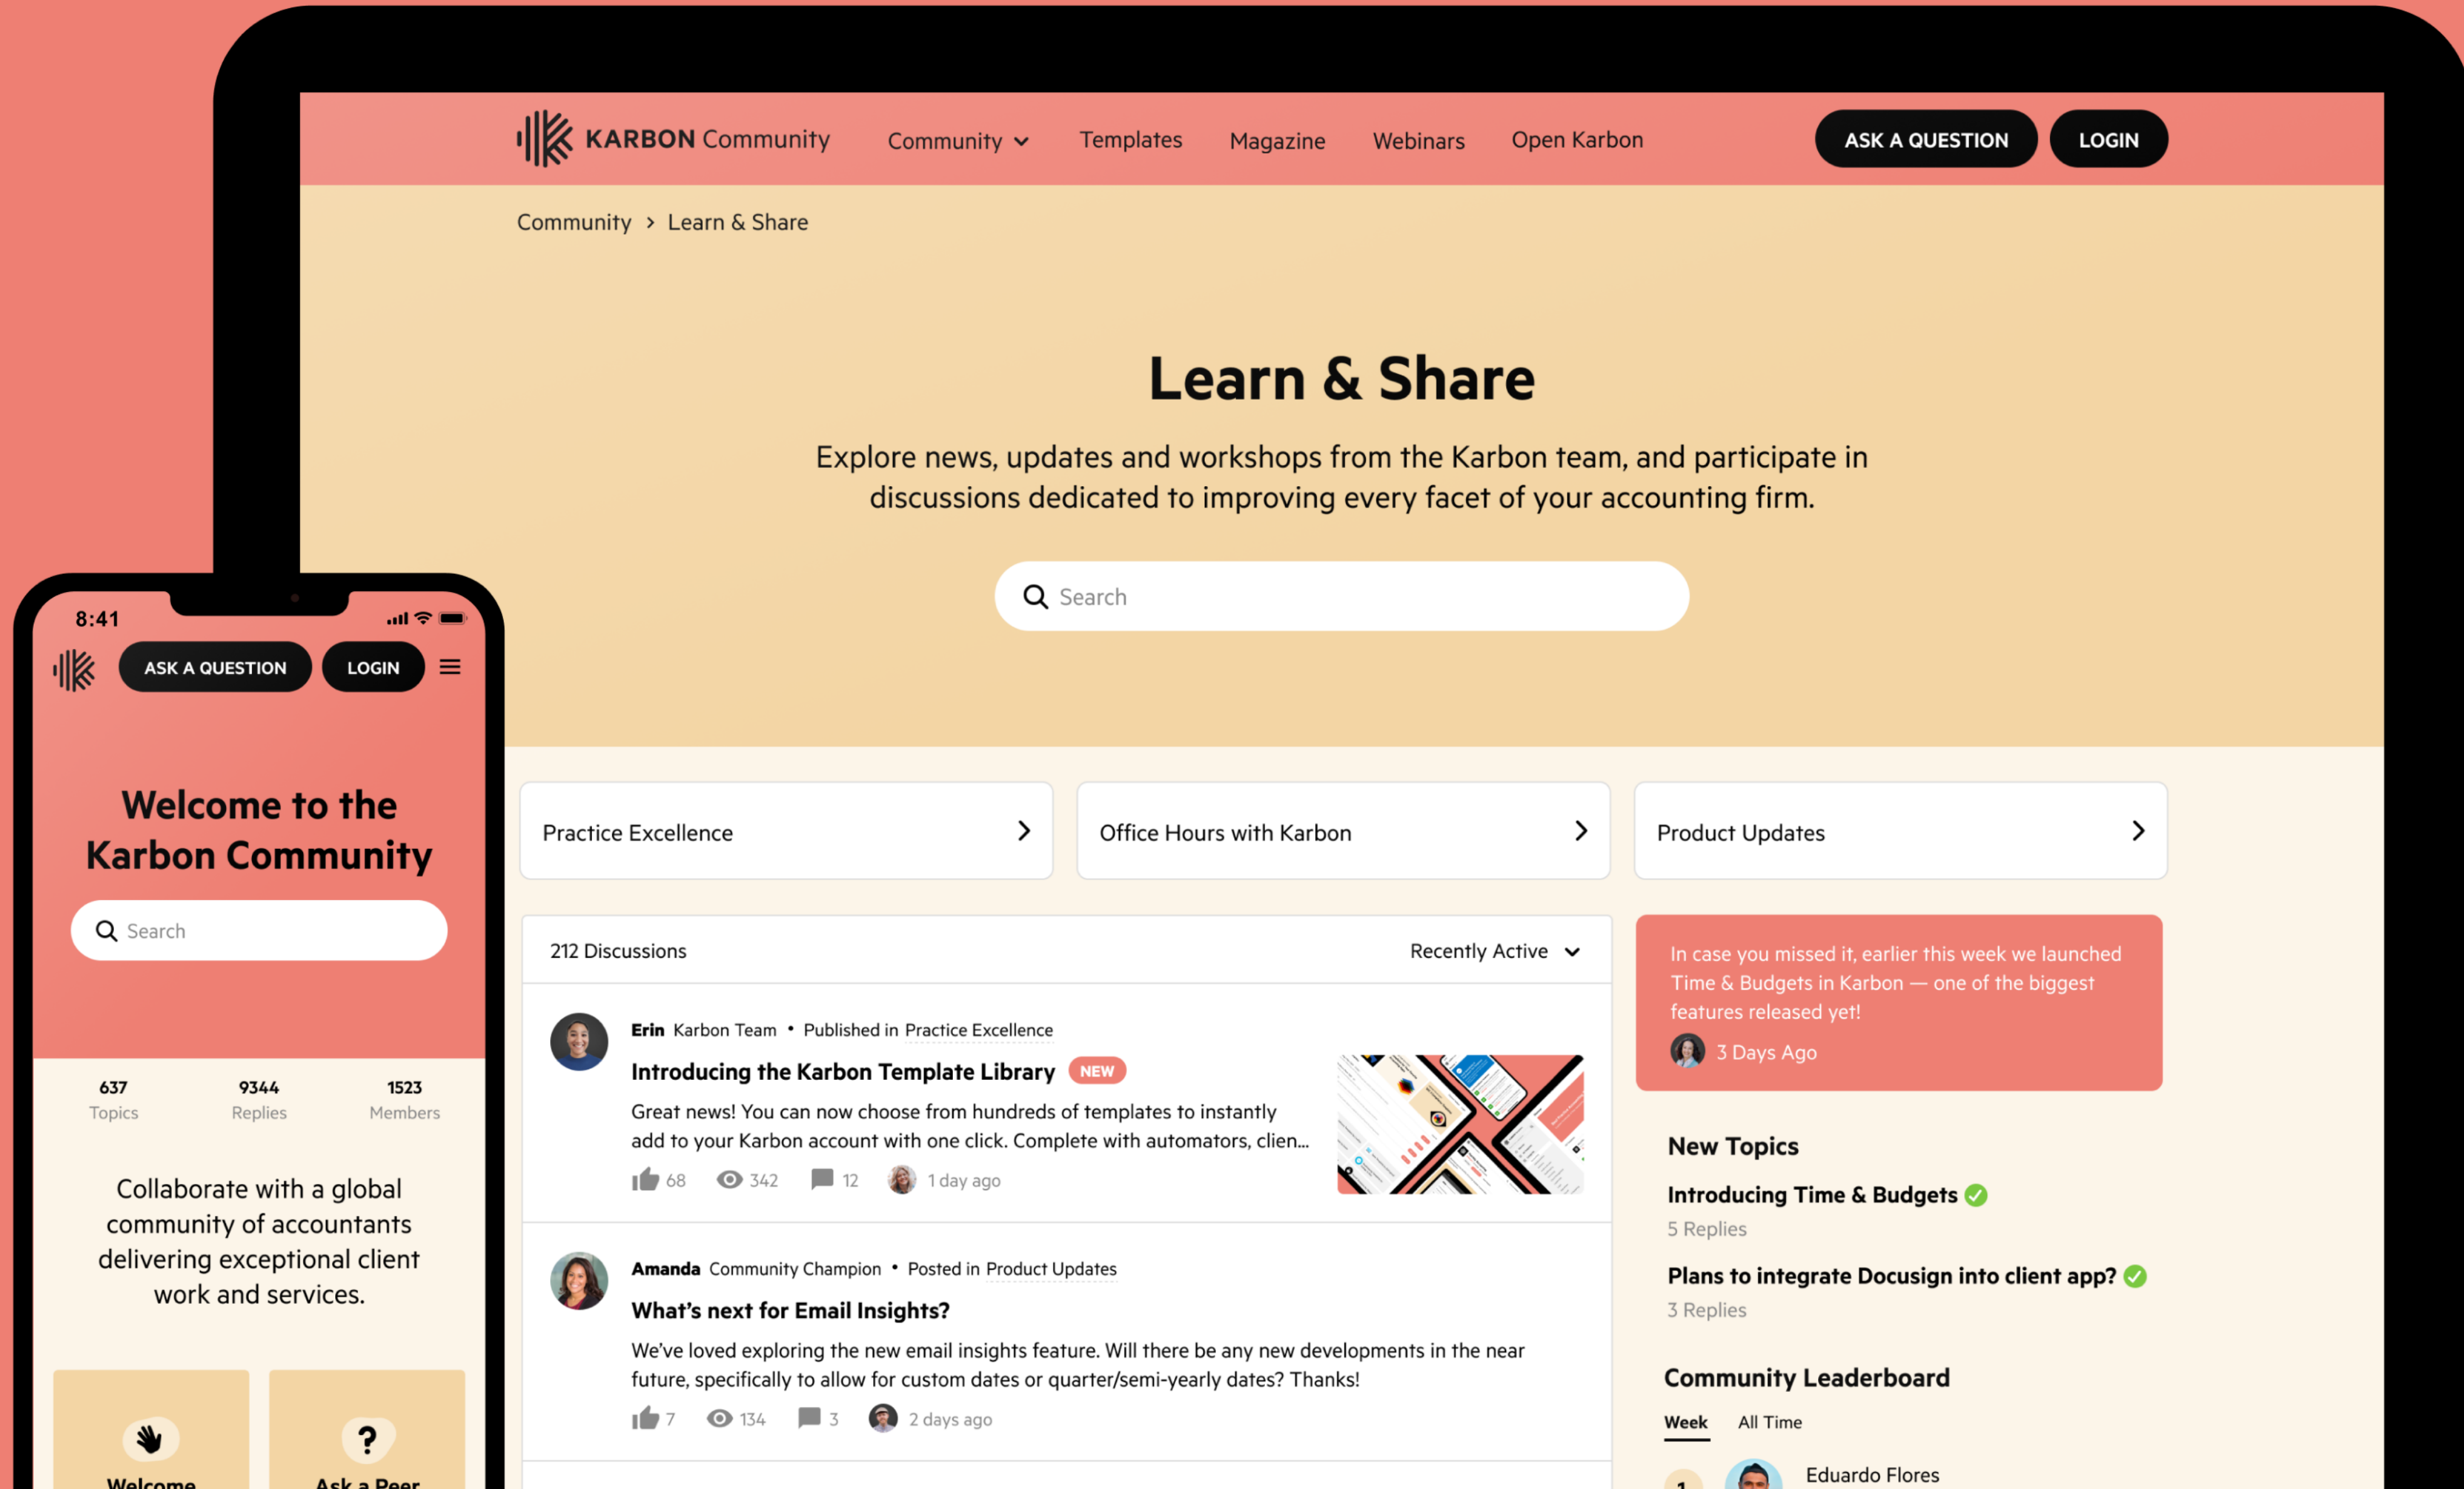 KARBON Community
Community
Templates
Magazine
Webinars
Open Karbon
ASK A QUESTION
LOGIN
Community > Learn & Share
Learn & Share
Explore news, updates and workshops from the Karbon team, and participate in
discussions dedicated to improving every facet of your accounting firm.
Search
Practice Excellence
Office Hours with Karbon
Product Updates
212 Discussions
Recently Active
Erin Karbon Team • Published in Practice Excellence
Introducing the Karbon Template Library NEW
Great news! You can now choose from hundreds of templates to instantly
add to your Karbon account with one click. Complete with automators, clien...
68 342 12 1 day ago
Amanda Community Champion • Posted in Product Updates
What's next for Email Insights?
We've loved exploring the new email insights feature. Will there be any new developments in the near
future, specifically to allow for custom dates or quarter/semi-yearly dates? Thanks!
7 134 3 2 days ago
In case you missed it, earlier this week we launched
Time & Budgets in Karbon — one of the biggest
features released yet!
3 Days Ago
New Topics
Introducing Time & Budgets
5 Replies
Plans to integrate Docusign into client app?
3 Replies
Community Leaderboard
Week All Time
1 Eduardo Flores
8:41
ASK A QUESTION
LOGIN
Welcome to the
Karbon Community
Search
637 9344 1523
Topics Replies Members
Collaborate with a global
community of accountants
delivering exceptional client
work and services.
?
Welcome
Ask a Peer